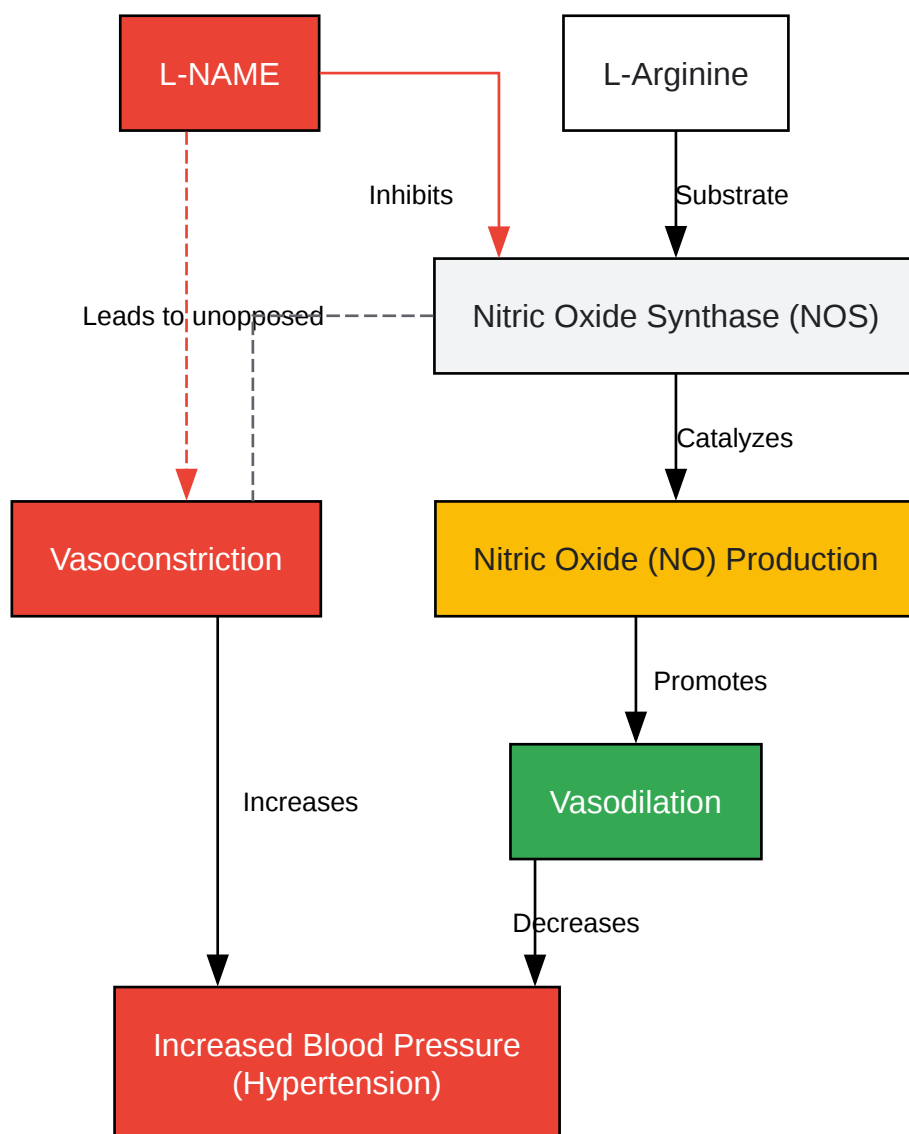 L-NAME
L-Arginine
Inhibits
Substrate
Leads to unopposed
Nitric Oxide Synthase (NOS)
Catalyzes
Vasoconstriction
Nitric Oxide (NO) Production
Promotes
Increases
Vasodilation
Decreases
Increased Blood Pressure
(Hypertension)